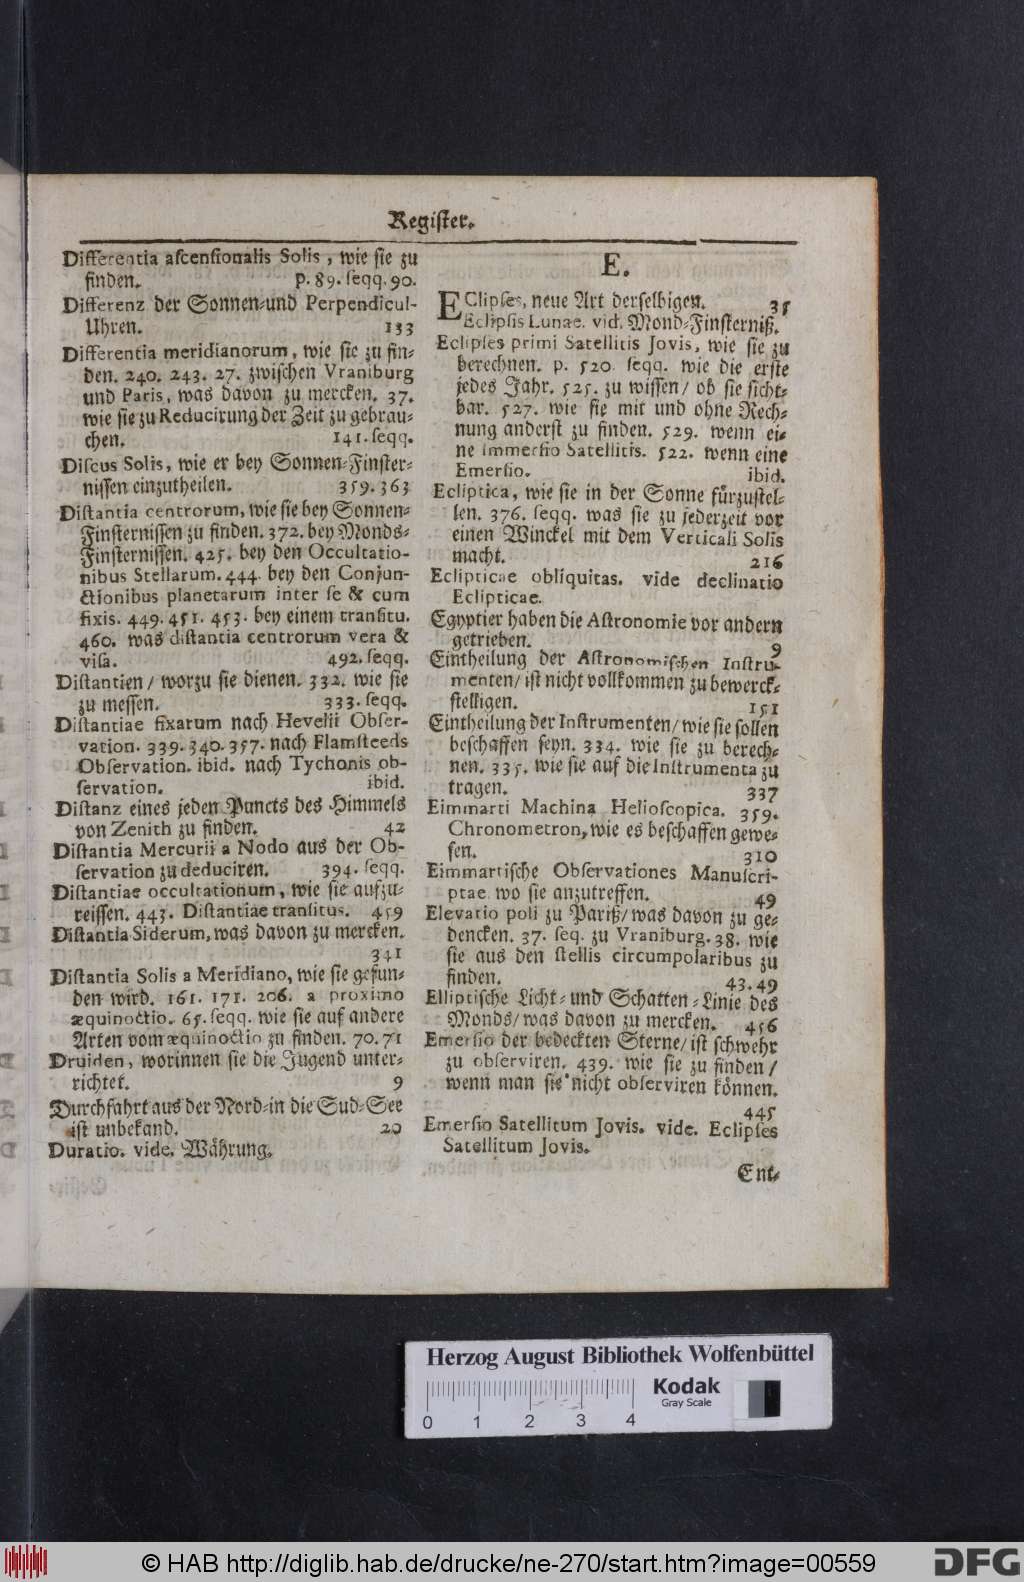 Register.
Differentia ascensionalis Solis, wie sie zu
finden. p. 89. seqq. 90.
Differenz der Sonnen-und Perpendicul-
Uhren. 133
Differentia meridianorum, wie sie zu fin-
den. 240. 243. 27. zwischen Vraniburg
und Paris, was davon zu mercken. 37.
wie sie zu Reducirung der Zeit zu gebrau-
chen. 141. seqq.
Discus Solis, wie er bey Sonnen-Finster-
nissen einzutheilen. 359. 363
Distantia centrorum, wie sie bey Sonnen-
Finsternissen zu finden. 372. bey Monds-
Finsternissen. 425. bey den Occultatio-
nibus Stellarum. 444. bey den Conjun-
ctionibus planetarum inter se & cum
fixis. 449. 451. 453. bey einem transitu.
460. was distantia centrorum vera &
visa. 492. seqq.
Distantien / worzu sie dienen. 332. wie sie
zu messen. 333. seqq.
Distantiae fixarum nach Hevelii Obser-
vation. 339. 340. 357. nach Flamsteeds
Observation. ibid. nach Tychonis ob-
servation. ibid.
Distanz eines jeden Puncts des Himmels
von Zenith zu finden. 42
Distantia Mercurii a Nodo aus der Ob-
servation zu deduciren. 394. seqq.
Distantiae occultationum, wie sie aufzu-
reissen. 443. Distantiae transitus. 459
Distantia Siderum, was davon zu mercken.
341
Distantia Solis a Meridiano, wie sie gefun-
den wird. 161. 171. 206. a proximo
æquinoctio. 65. seqq. wie sie auf andere
Arten vom æquinoctio zu finden. 70. 71
Druiden, worinnen sie die Jugend unter-
richtet. 9
Durchfahrt aus der Nord-in die Sud-See
ist unbekand. 20
Duratio. vide. Währung.
E.
EClipses, neue Art derselbigen. 35
Eclipsis Lunae. vid. Mond-Finsterniß.
Eclipses primi Satellitis Jovis, wie sie zu
berechnen. p. 520. seqq. wie die erste
jedes Jahr. 525. zu wissen / ob sie sicht-
bar. 527. wie sie mit und ohne Rech-
nung anderst zu finden. 529. wenn ei-
ne Immersio Satellitis. 522. wenn eine
Emersio. ibid.
Ecliptica, wie sie in der Sonne fürzustel-
len. 376. seqq. was sie zu jederzeit vor
einen Winckel mit dem Verticali Solis
macht. 216
Eclipticae obliquitas. vide declinatio
Eclipticae.
Egyptier haben die Astronomie vor andern
getrieben. 9
Eintheilung der Astronomischen Instru-
menten / ist nicht vollkommen zu bewerck-
stelligen. 151
Eintheilung der Instrumenten / wie sie sollen
beschaffen seyn. 334. wie sie zu berech-
nen. 335. wie sie auf die Instrumenta zu
tragen. 337
Eimmarti Machina Helioscopica. 359.
Chronometron, wie es beschaffen gewe-
sen. 310
Eimmartische Observationes Manuscri-
ptae wo sie anzutreffen. 49
Elevatio poli zu Pariß / was davon zu ge-
dencken. 37. seq. zu Vraniburg. 38. wie
sie aus den stellis circumpolaribus zu
finden. 43. 49
Elliptische Licht- und Schatten-Linie des
Monds / was davon zu mercken. 456
Emersio der bedeckten Sterne / ist schwehr
zu observiren. 439. wie sie zu finden /
wenn man sie nicht observiren können.
445
Emersio Satellitum Jovis. vide. Eclipses
Satellitum Jovis.
Ent-
Herzog August Bibliothek Wolfenbüttel
Kodak
Gray Scale
0 1 2 3 4
© HAB http://diglib.hab.de/drucke/ne-270/start.htm?image=00559
DFG